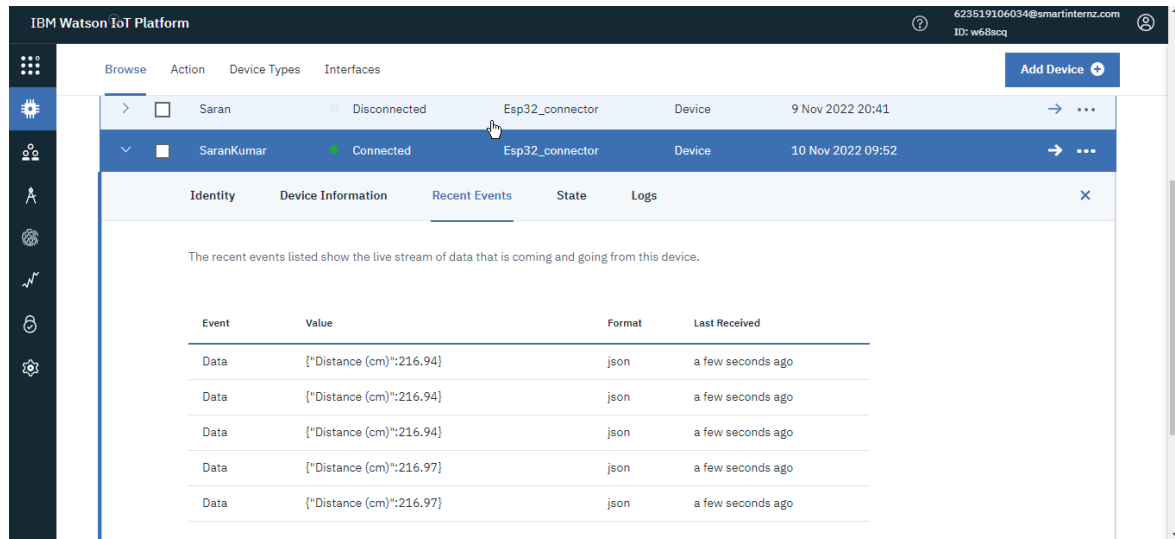 IBM Watson IoT Platform
623519106034@smartinternz.com
ID: w68scq
Browse Action Device Types Interfaces
Add Device
Saran Disconnected Esp32_connector Device 9 Nov 2022 20:41
SaranKumar Connected Esp32_connector Device 10 Nov 2022 09:52
Identity Device Information Recent Events State Logs
The recent events listed show the live stream of data that is coming and going from this device.
Event Value Format Last Received
Data {"Distance (cm)":216.94} json a few seconds ago
Data {"Distance (cm)":216.94} json a few seconds ago
Data {"Distance (cm)":216.94} json a few seconds ago
Data {"Distance (cm)":216.97} json a few seconds ago
Data {"Distance (cm)":216.97} json a few seconds ago